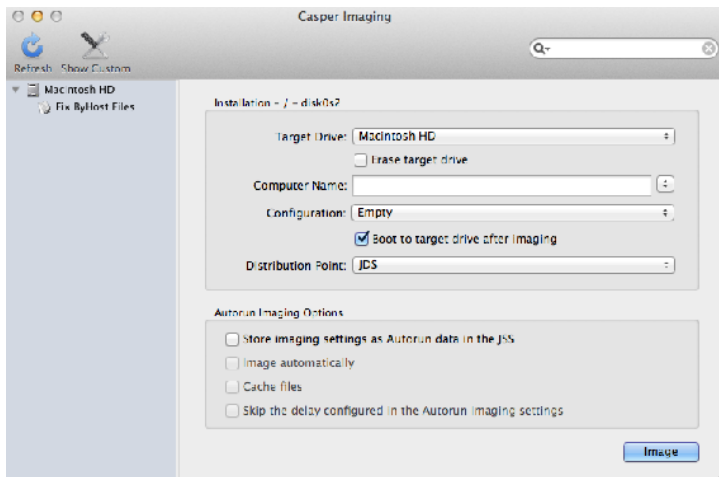 Casper Imaging
Refresh Show Custom
Macintosh HD
Fix ByHost Files
Installation - / - disk0s2
Target Drive: Macintosh HD
Erase target drive
Computer Name:
Configuration: Empty
Boot to target drive after imaging
Distribution Point: JDS
Autorun Imaging Options
Store imaging settings as Autorun data in the JSS
Image automatically
Cache files
Skip the delay configured in the Autorun Imaging settings
Image